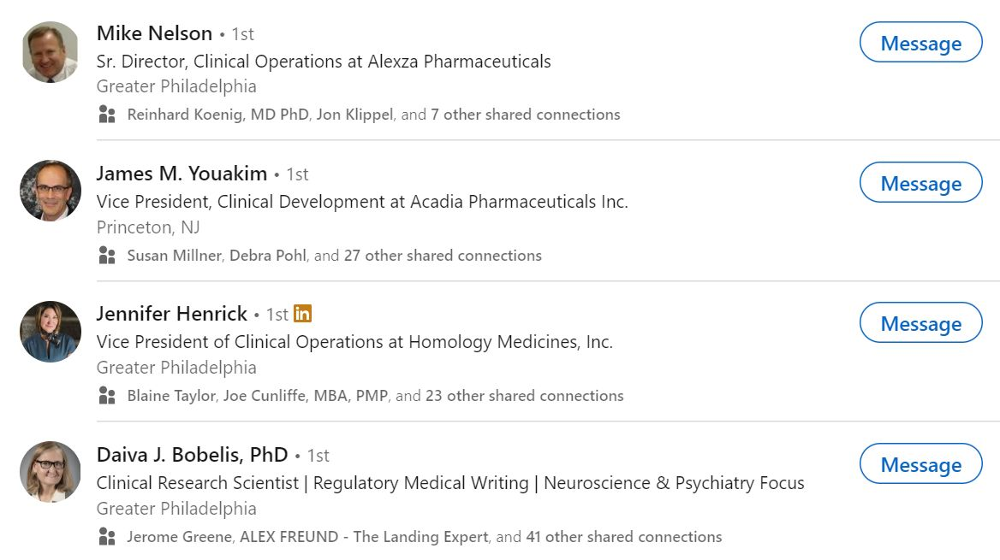 Mike Nelson • 1st
Message
Sr. Director, Clinical Operations at Alexza Pharmaceuticals
Greater Philadelphia
Reinhard Koenig, MD PhD, Jon Klippel, and 7 other shared connections
James M. Youakim • 1st
Message
Vice President, Clinical Development at Acadia Pharmaceuticals Inc.
Princeton, NJ
Susan Millner, Debra Pohl, and 27 other shared connections
Jennifer Henrick • 1st in
Message
Vice President of Clinical Operations at Homology Medicines, Inc.
Greater Philadelphia
Blaine Taylor, Joe Cunliffe, MBA, PMP, and 23 other shared connections
Daiva J. Bobelis, PhD • 1st
Message
Clinical Research Scientist | Regulatory Medical Writing | Neuroscience & Psychiatry Focus
Greater Philadelphia
Jerome Greene, ALEX FREUND - The Landing Expert, and 41 other shared connections